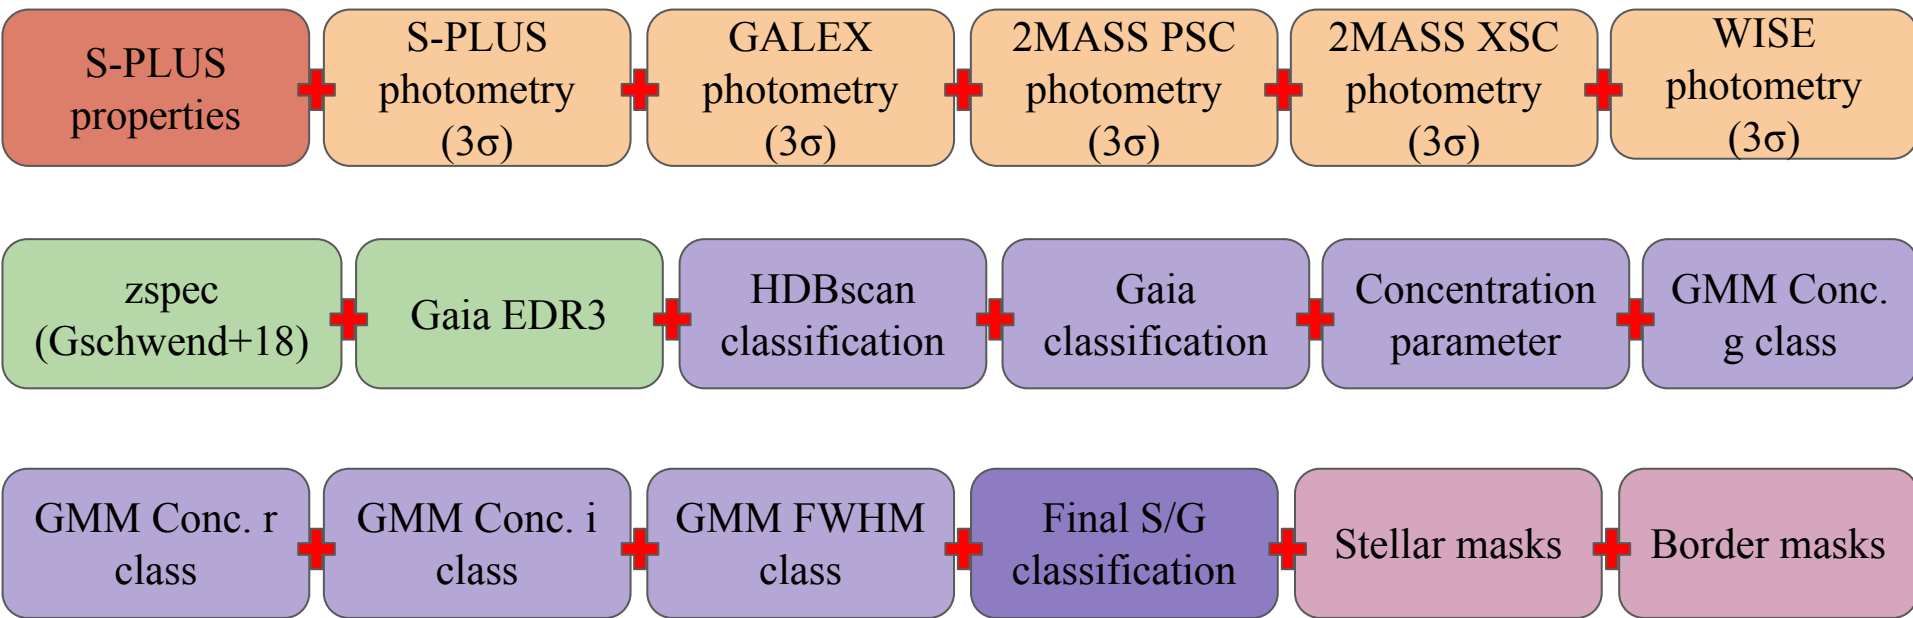 S-PLUS
properties
S-PLUS
photometry
(3σ)
GALEX
photometry
(3σ)
2MASS PSC
photometry
(3σ)
2MASS XSC
photometry
(3σ)
WISE
photometry
(3σ)
zspec
(Gschwend+18)
Gaia EDR3
HDBscan
classification
Gaia
classification
Concentration
parameter
GMM Conc.
g class
GMM Conc. r
class
GMM Conc. i
class
GMM FWHM
class
Final S/G
classification
Stellar masks
Border masks